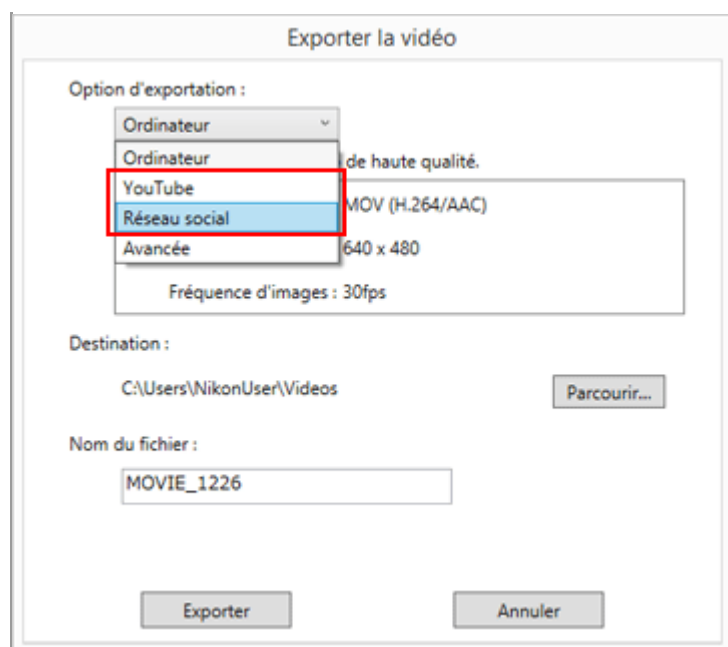 Exporter la vidéo
Option d'exportation :
Ordinateur
Ordinateur
de haute qualité.
YouTube
MOV (H.264/AAC)
Réseau social
Avancée
640 x 480
Fréquence d'images : 30fps
Destination :
C:\Users\NikonUser\Videos
Parcourir...
Nom du fichier :
MOVIE_1226
Exporter
Annuler